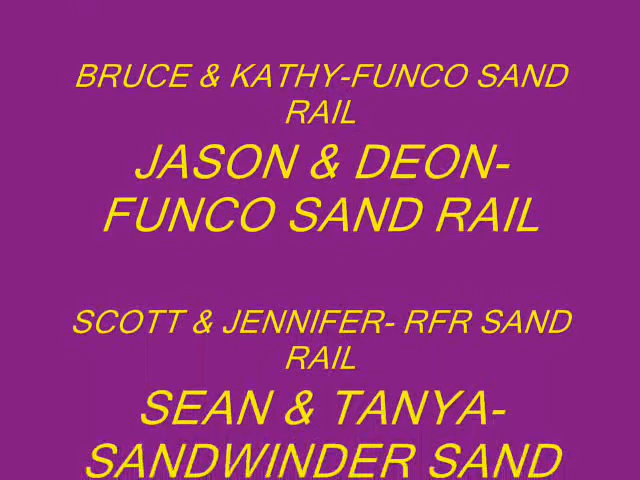 BRUCE & KATHY-FUNCO SAND
RAIL
JASON & DEON-
FUNCO SAND RAIL
SCOTT & JENNIFER- RFR SAND
RAIL
SEAN & TANYA-
SANDWINDER SAND